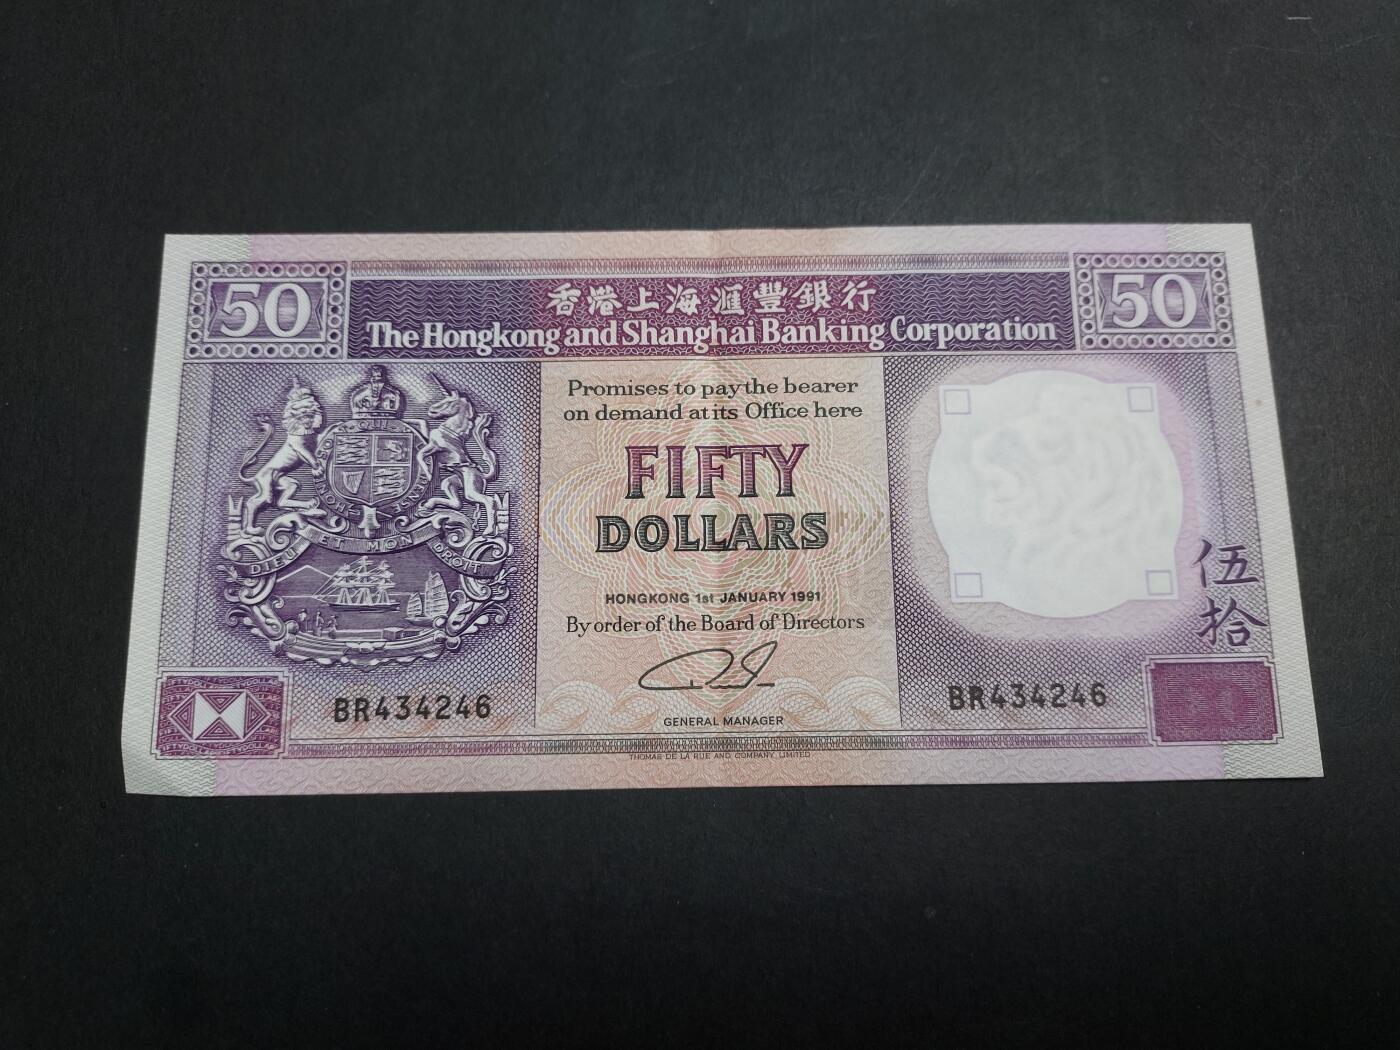 50
香港上海滙豐銀行
50
The Hongkong and Shanghai Banking Corporation
Promises to pay the bearer
on demand at its Office here
FIFTY
DOLLARS
HONGKONG 1st JANUARY 1991
By order of the Board of Directors
GENERAL MANAGER
DIEU ET MON DROIT
伍拾
BR434246
BR434246
THOMAS DE LA RUE AND COMPANY, LIMITED